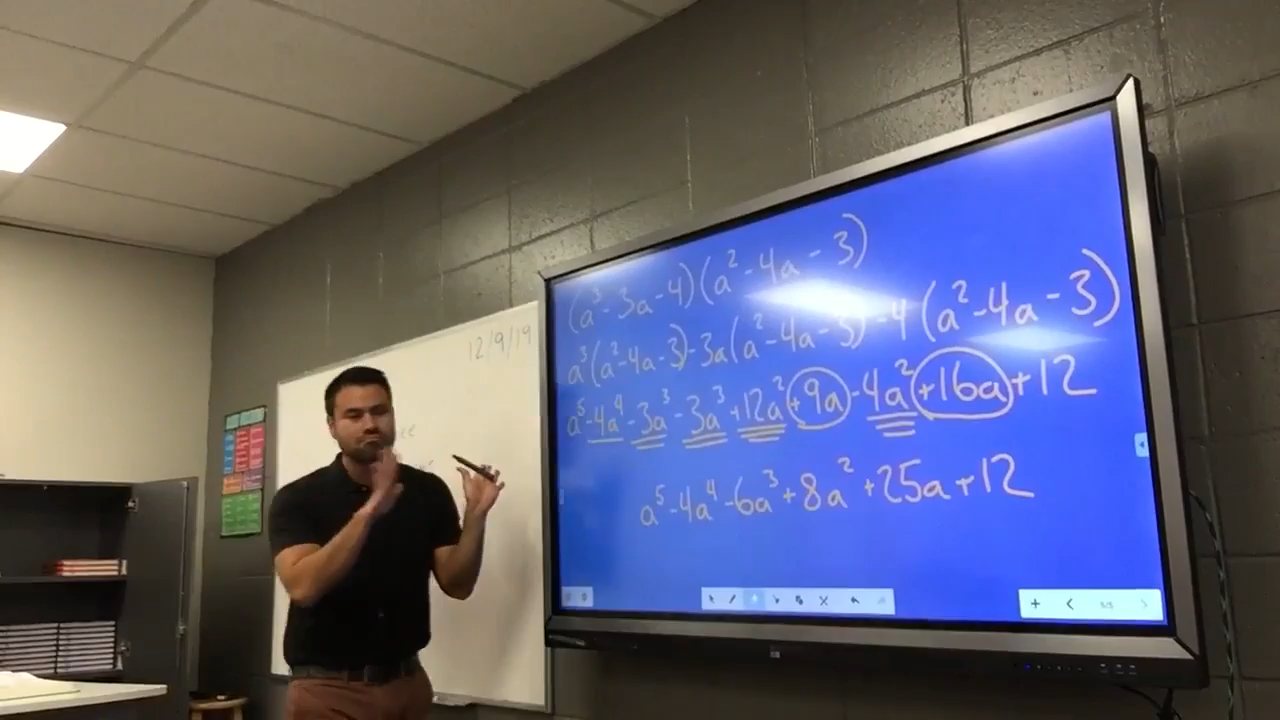 12/9/19
(a³-3a-4)(a²-4a-3)
a³(a²-4a-3)-3a(a²-4a-3)-4(a²-4a-3)
a⁵-4a⁴-3a³-3a³+12a²+9a-4a²+16a+12
a⁵-4a⁴-6a³+8a²+25a+12